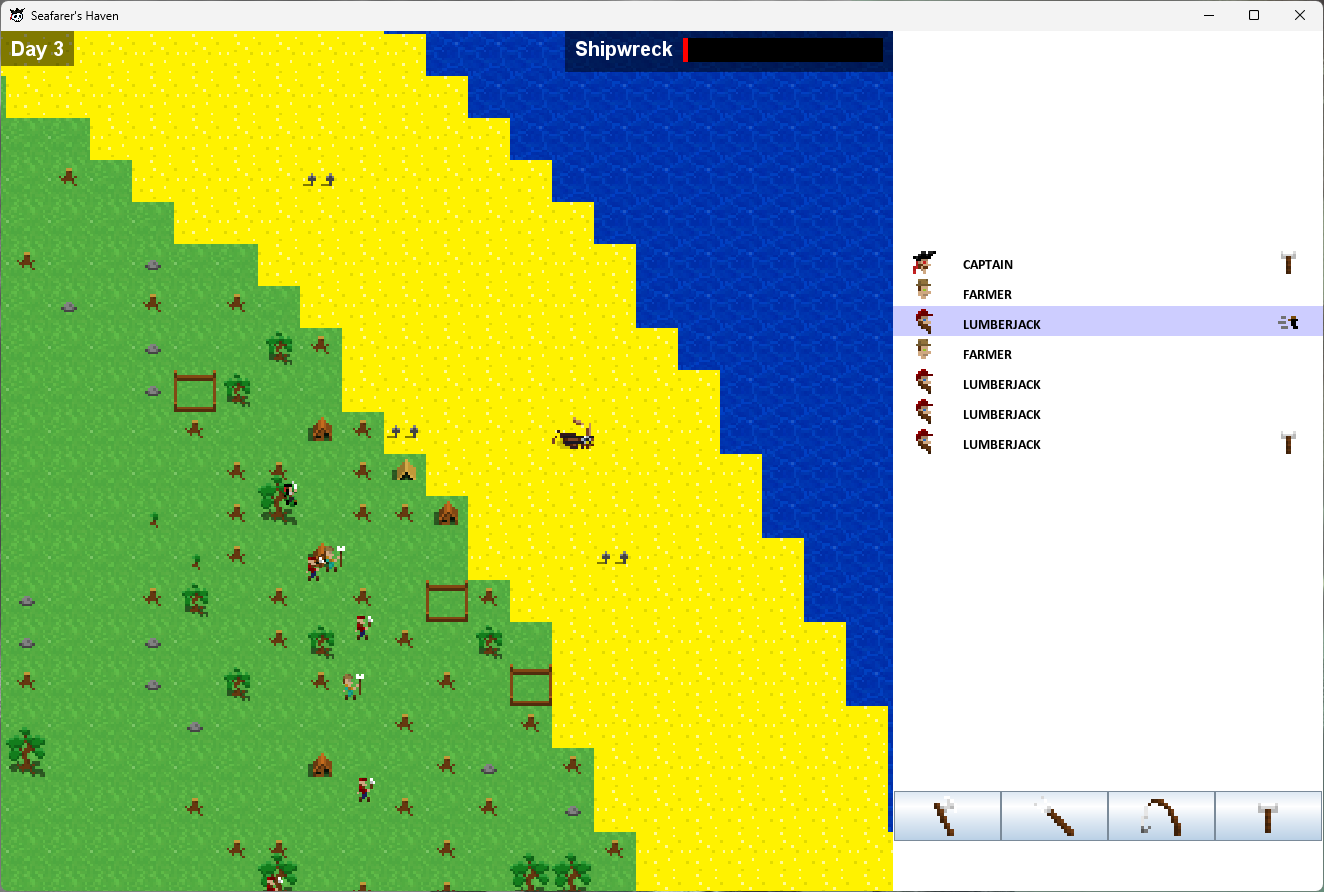 Seafarer's Haven
Day 3
Shipwreck
CAPTAIN
FARMER
LUMBERJACK
FARMER
LUMBERJACK
LUMBERJACK
LUMBERJACK